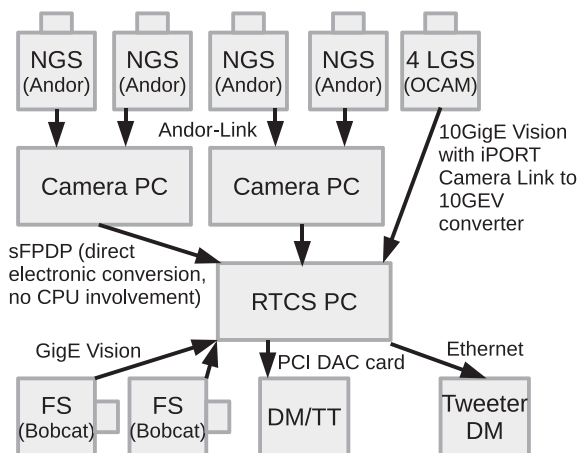 NGS
(Andor)
NGS
(Andor)
NGS
(Andor)
NGS
(Andor)
4 LGS
(OCAM)
Andor-Link
10GigE Vision
with iPORT
Camera Link to
10GEV
converter
Camera PC
Camera PC
sFPDP (direct
electronic conversion,
no CPU involvement)
RTCS PC
GigE Vision
PCI DAC card
Ethernet
FS
(Bobcat)
FS
(Bobcat)
DM/TT
Tweeter
DM